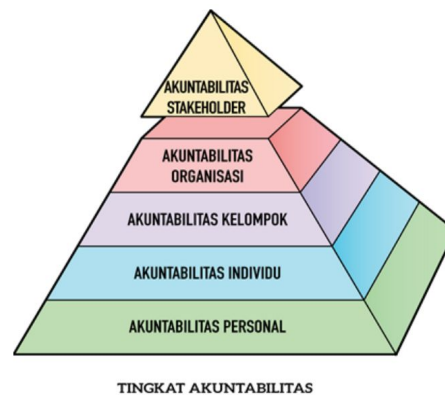 AKUNTABILITAS
STAKEHOLDER
AKUNTABILITAS
ORGANISASI
AKUNTABILITAS KELOMPOK
AKUNTABILITAS INDIVIDU
AKUNTABILITAS PERSONAL
TINGKAT AKUNTABILITAS